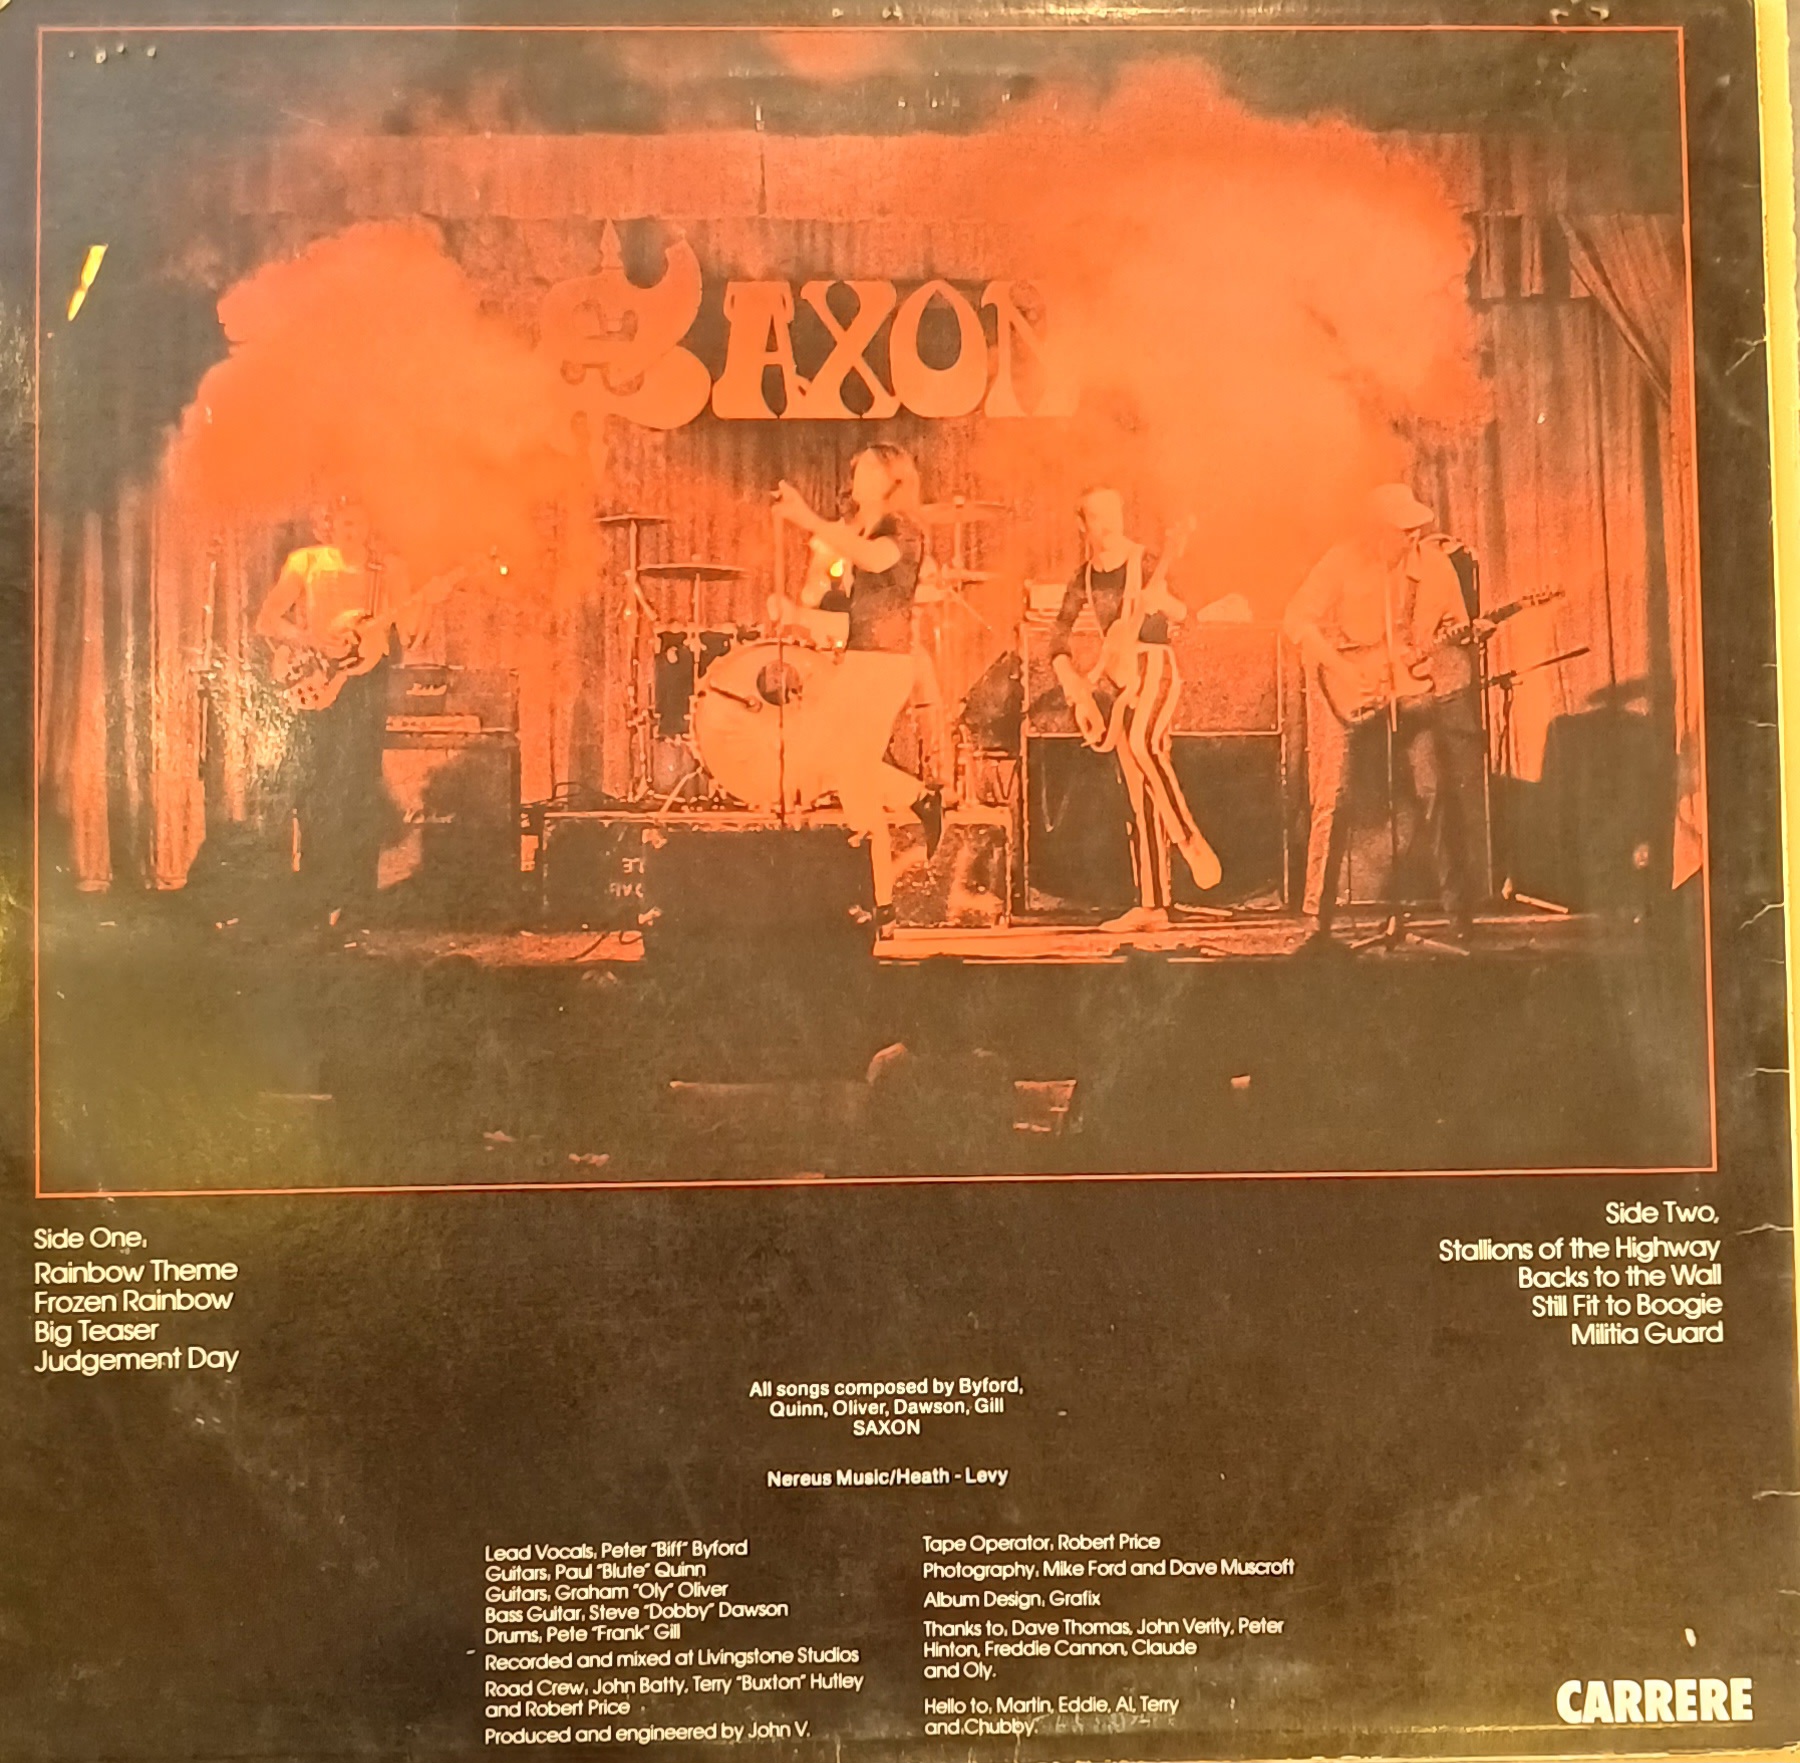 SAXON
Side One,
Rainbow Theme
Frozen Rainbow
Big Teaser
Judgement Day
Side Two,
Stallions of the Highway
Backs to the Wall
Still Fit to Boogie
Militia Guard
All songs composed by Byford,
Quinn, Oliver, Dawson, Gill
SAXON
Nereus Music/Heath - Levy
Lead Vocals, Peter "Biff" Byford
Guitars, Paul "Blute" Quinn
Guitars, Graham "Oly" Oliver
Bass Guitar, Steve "Dobby" Dawson
Drums, Pete "Frank" Gill
Recorded and mixed at Livingstone Studios
Road Crew, John Batty, Terry "Buxton" Hutley
and Robert Price
Produced and engineered by John V.
Tape Operator, Robert Price
Photography, Mike Ford and Dave Muscroft
Album Design, Grafix
Thanks to, Dave Thomas, John Verity, Peter
Hinton, Freddie Cannon, Claude
and Oly.
Hello to, Martin, Eddie, Al, Terry
and Chubby.
CARRERE